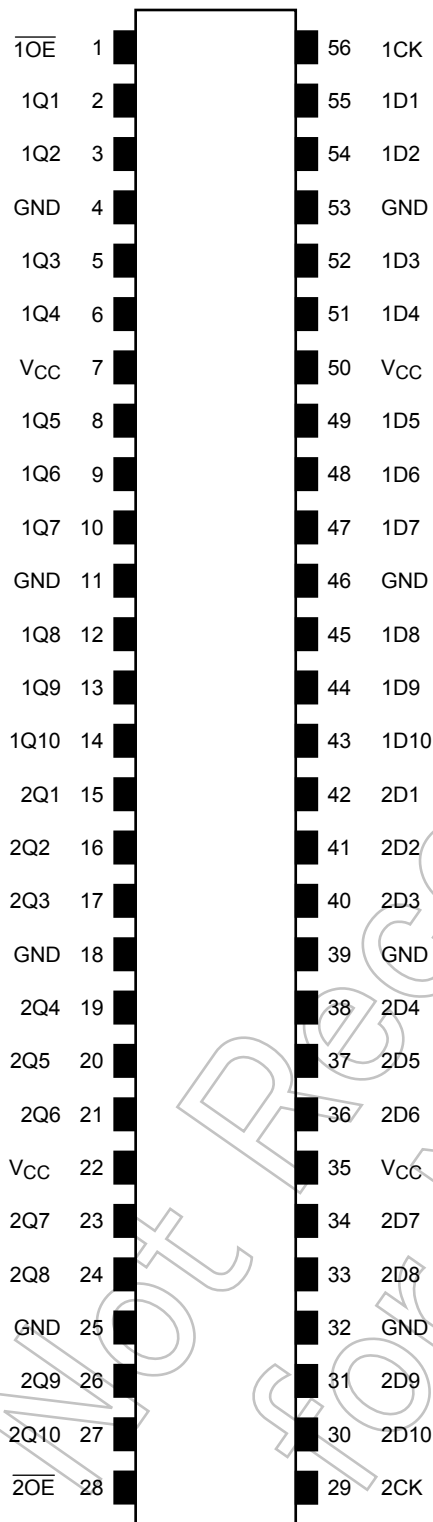 1OE 1 56 1CK
1Q1 2 55 1D1
1Q2 3 54 1D2
GND 4 53 GND
1Q3 5 52 1D3
1Q4 6 51 1D4
VCC 7 50 VCC
1Q5 8 49 1D5
1Q6 9 48 1D6
1Q7 10 47 1D7
GND 11 46 GND
1Q8 12 45 1D8
1Q9 13 44 1D9
1Q10 14 43 1D10
2Q1 15 42 2D1
2Q2 16 41 2D2
2Q3 17 40 2D3
GND 18 39 GND
2Q4 19 38 2D4
2Q5 20 37 2D5
2Q6 21 36 2D6
VCC 22 35 VCC
2Q7 23 34 2D7
2Q8 24 33 2D8
GND 25 32 GND
2Q9 26 31 2D9
2Q10 27 30 2D10
2OE 28 29 2CK
Not
for